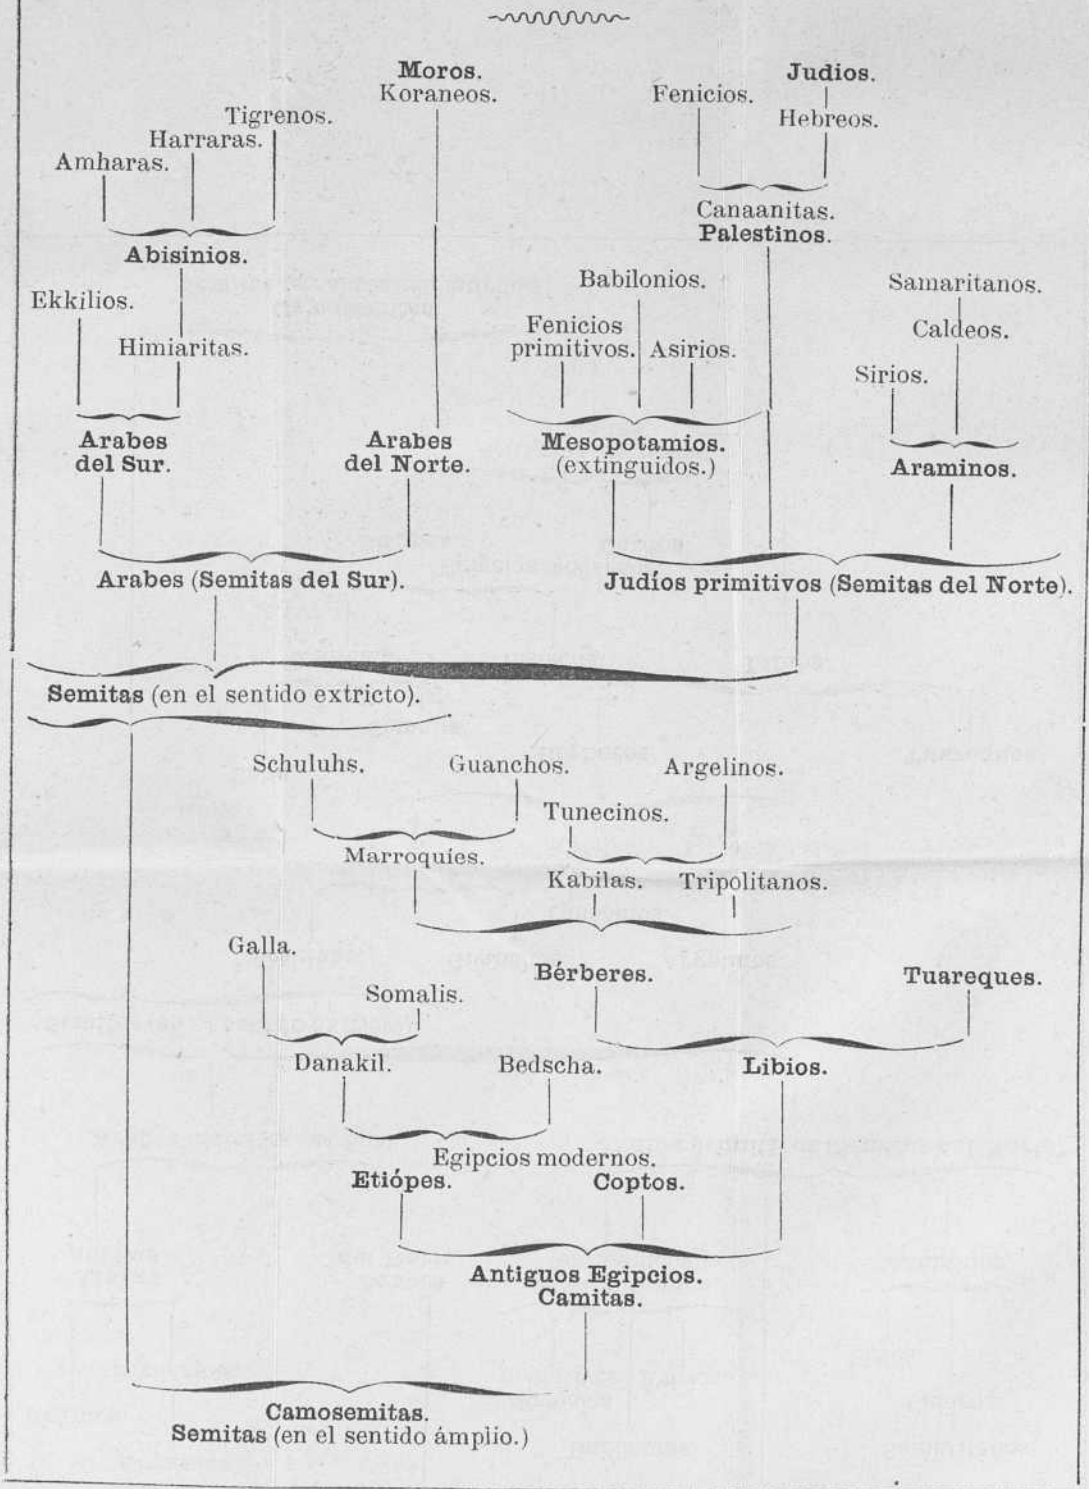 Moros.
Koraneos.
Judios.
Fenicios.
Hebreos.
Tigrenos.
Harraras.
Amharas.
Canaanitas.
Palestinos.
Abisinios.
Babilonios.
Samaritanos.
Ekkilios.
Himiaritas.
Fenicios
primitivos.
Asirios.
Caldeos.
Sirios.
Arabes
del Sur.
Arabes
del Norte.
Mesopotamios.
(extinguidos.)
Araminos.
Arabes (Semitas del Sur).
Judíos primitivos (Semitas del Norte).
Semitas (en el sentido extricto).
Schuluhs.
Guanchos.
Argelinos.
Tunecinos.
Marroquíes.
Kabilas.
Tripolitanos.
Galla.
Somalis.
Bérberes.
Tuareques.
Danakil.
Bedscha.
Libios.
Egipcios modernos.
Etiópes.
Coptos.
Antiguos Egipcios.
Camitas.
Camosemitas.
Semitas (en el sentido ámplio.)